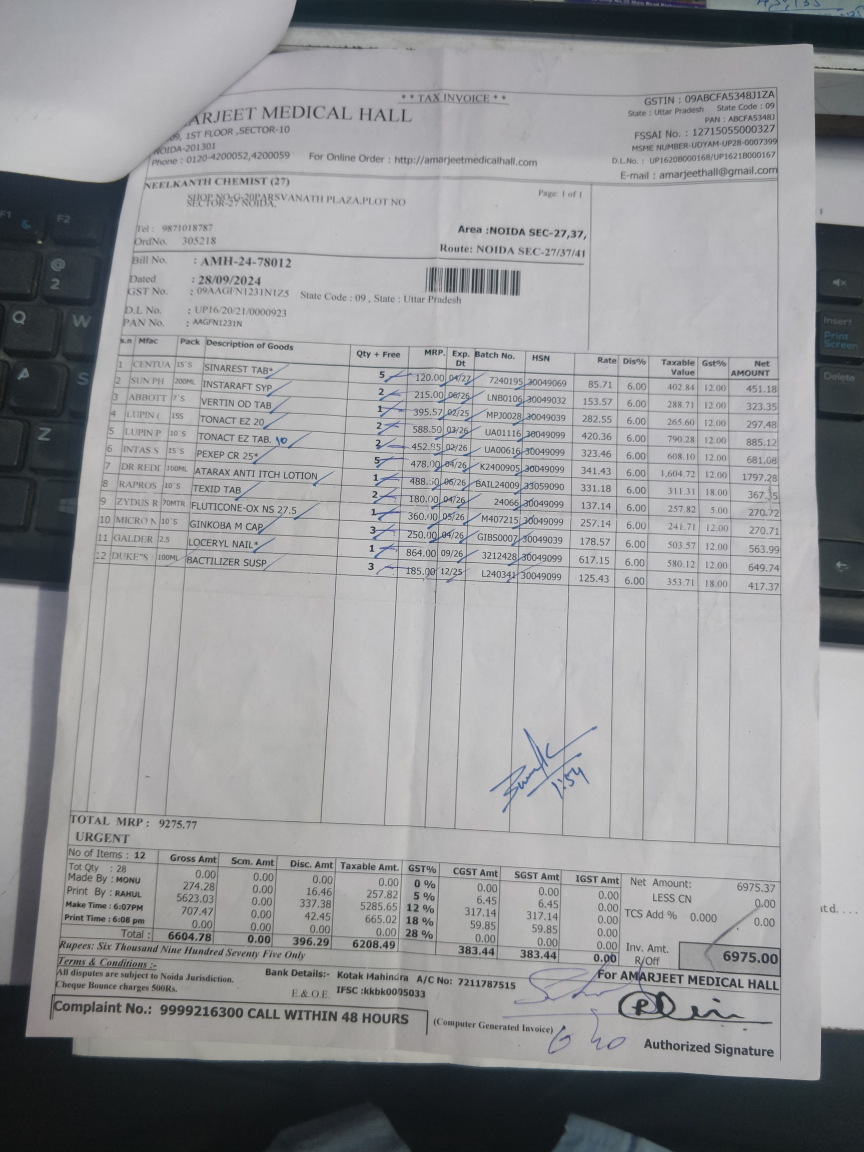 * * TAX INVOICE * *
ARJEET MEDICAL HALL
1ST FLOOR ,SECTOR-10
NOIDA-201301
Phone : 0120-4200052,4200059 For Online Order : http://amarjeetmedicalhall.com
GSTIN : 09ABCFA5348J1ZA
State : Uttar Pradesh State Code : 09
PAN : ABCFA5348J
FSSAI No. : 12715055000327
MSME NUMBER-UDYAM-UP28-0007399
D.L.No. : UP1620B000168/UP1621B000167
E-mail : amarjeethall@gmail.com
NEELKANTH CHEMIST (27)
Page: 1 of 1
SHOP NO-G-20PARSVANATH PLAZA,PLOT NO
SECTOR-27 NOIDA,
Tel : 9871018787
OrdNo. 305218
Area :NOIDA SEC-27,37,
Route: NOIDA SEC-27/37/41
Bill No. : AMH-24-78012
Dated : 28/09/2024
GST No. : 09AAGFN1231N1Z5 State Code : 09 , State : Uttar Pradesh
D.L No. : UP16/20/21/0000923
PAN No. : AAGFN1231N
s.n Mfac Pack Description of Goods Qty + Free MRP. Exp. Dt Batch No. HSN Rate Dis% Taxable Value Gst% Net AMOUNT
1 CENTUA 15`S SINAREST TAB* 5 120.00 04/27 7240195 30049069 85.71 6.00 402.84 12.00 451.18
2 SUN PH 200ML INSTARAFT SYP 2 215.00 06/26 LNB0106 30049032 153.57 6.00 288.71 12.00 323.35
3 ABBOTT 7`S VERTIN OD TAB 1 395.57 02/25 MPJ0028 30049039 282.55 6.00 265.60 12.00 297.48
4 LUPIN ( 15S TONACT EZ 20 2 588.50 03/26 UA01116 30049099 420.36 6.00 790.28 12.00 885.12
5 LUPIN P 10`S TONACT EZ TAB 10 2 452.85 02/26 UA00616 30049099 323.46 6.00 608.10 12.00 681.08
6 INTAS S 15`S PEXEP CR 25* 5 478.00 04/26 K2400905 30049099 341.43 6.00 1,604.72 12.00 1797.28
7 DR REDI 100ML ATARAX ANTI ITCH LOTION 1 488. 06/26 BAIL24009 33059090 331.18 6.00 311.31 18.00 367.35
8 RAPROS 10`S TEXID TAB 2 180.00 04/26 24066 30049099 137.14 6.00 257.82 5.00 270.72
9 ZYDUS R 70MTR FLUTICONE-OX NS 27.5 1 360.00 05/26 M407215 30049099 257.14 6.00 241.71 12.00 270.71
10 MICRO N 10`S GINKOBA M CAP 3 250.00 04/26 GIBS0007 30049039 178.57 6.00 503.57 12.00 563.99
11 GALDER 2.5 LOCERYL NAIL* 1 864.00 09/26 3212428 30049099 617.15 6.00 580.12 12.00 649.74
12 DUKE"S 100ML BACTILIZER SUSP 3 185.00 12/25 L240341 30049099 125.43 6.00 353.71 18.00 417.37
1:54
TOTAL MRP : 9275.77
URGENT
No of Items : 12 Gross Amt Scm. Amt Disc. Amt Taxable Amt. GST% CGST Amt SGST Amt IGST Amt
Tot Qty : 28 0.00 0.00 0.00 0.00 0 % 0.00 0.00 0.00
Made By : MONU 274.28 0.00 16.46 257.82 5 % 6.45 6.45 0.00
Print By : RAHUL 5623.03 0.00 337.38 5285.65 12 % 317.14 317.14 0.00
Make Time : 6:07PM 707.47 0.00 42.45 665.02 18 % 59.85 59.85 0.00
Print Time : 6:08 pm 0.00 0.00 0.00 0.00 28 % 0.00 0.00 0.00
Total : 6604.78 0.00 396.29 6208.49 383.44 383.44 0.00
Net Amount: 6975.37
LESS CN 0.00
TCS Add % 0.000 0.00
Inv. Amt.
R/Off 6975.00
Rupees: Six Thousand Nine Hundred Seventy Five Only
Terms & Conditions :-
All disputes are subject to Noida Jurisdiction.
Cheque Bounce charges 500Rs.
Bank Details:- Kotak Mahindra A/C No: 7211787515
E & O.E IFSC :kkbk0005033
For AMARJEET MEDICAL HALL
Complaint No.: 9999216300 CALL WITHIN 48 HOURS
(Computer Generated Invoice)
Authorized Signature
F1
F2
@
2
Q
W
A
S
Z
Insert
Print
Screen
Delete